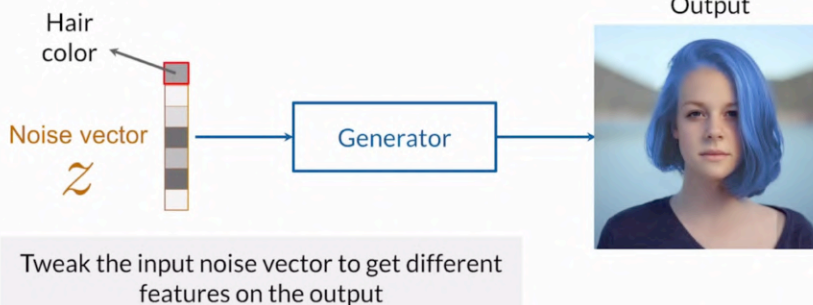 Output
Hair
color
Noise vector
z
Generator
Tweak the input noise vector to get different
features on the output